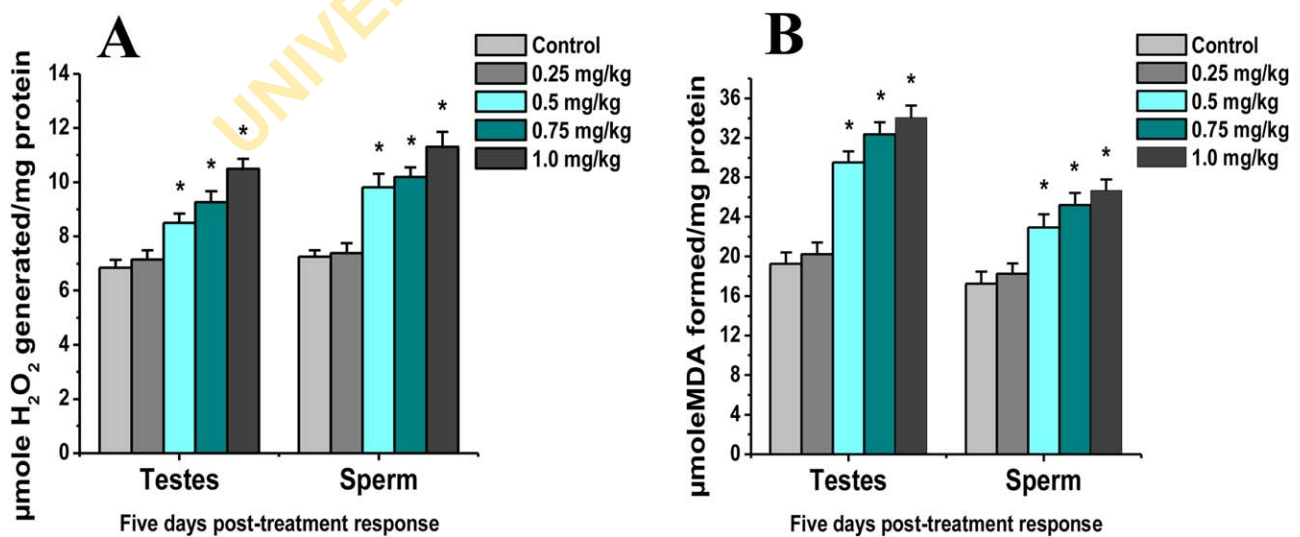 UNIVER
A
Control
0.25 mg/kg
0.5 mg/kg
0.75 mg/kg
1.0 mg/kg
µmole H₂O₂ generated/mg protein
14
12
10
8
6
4
2
0
* * *
* * *
Testes Sperm
Five days post-treatment response
B
Control
0.25 mg/kg
0.5 mg/kg
0.75 mg/kg
1.0 mg/kg
µmoleMDA formed/mg protein
36
32
28
24
20
16
12
8
4
0
* * *
* * *
Testes Sperm
Five days post-treatment response